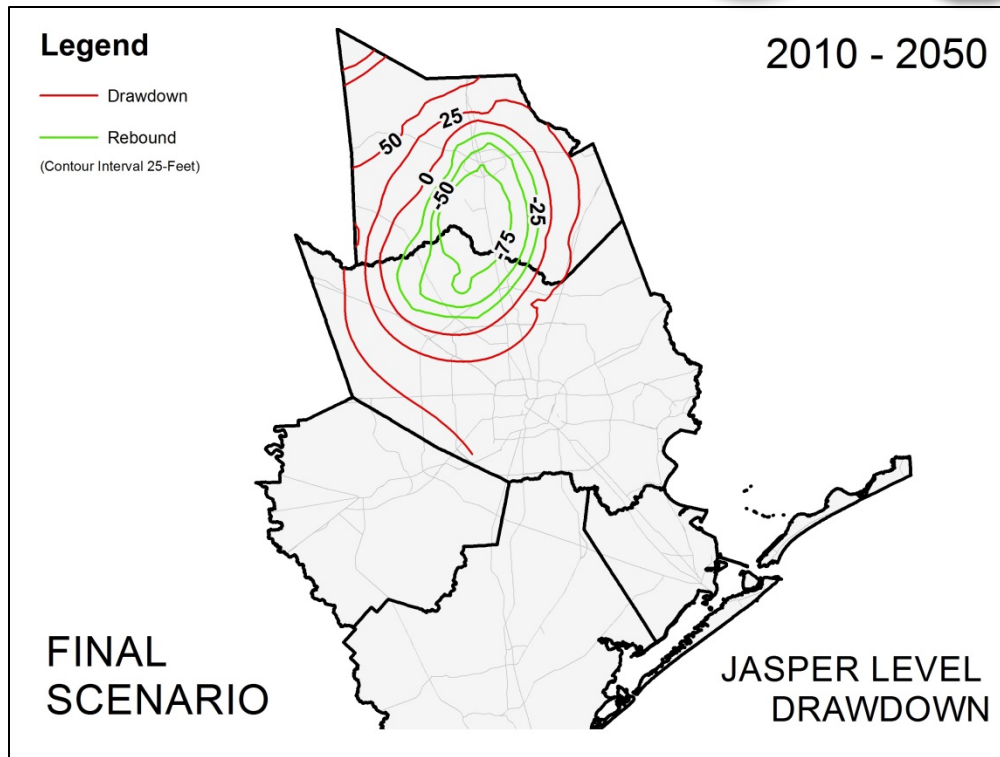 Legend
Drawdown
Rebound
(Contour Interval 25-Feet)
2010 - 2050
50
25
0
-50
-25
-75
FINAL
SCENARIO
JASPER LEVEL
DRAWDOWN